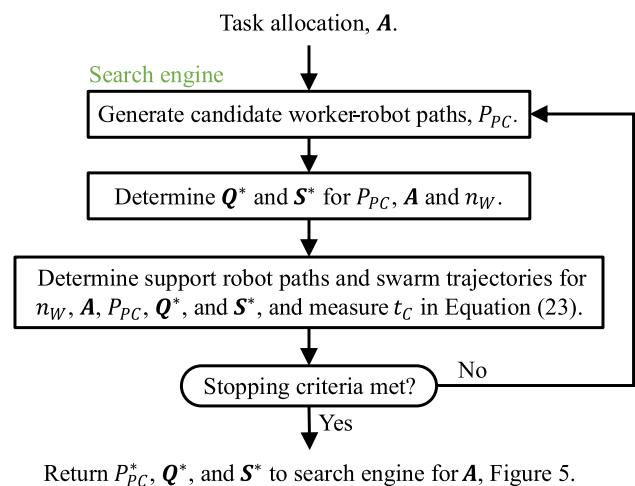 Task allocation, A.
Search engine
Generate candidate worker-robot paths, P_PC.
Determine Q* and S* for P_PC, A and n_W.
Determine support robot paths and swarm trajectories for
n_W, A, P_PC, Q*, and S*, and measure t_C in Equation (23).
Stopping criteria met?
No
Yes
Return P*_PC, Q*, and S* to search engine for A, Figure 5.